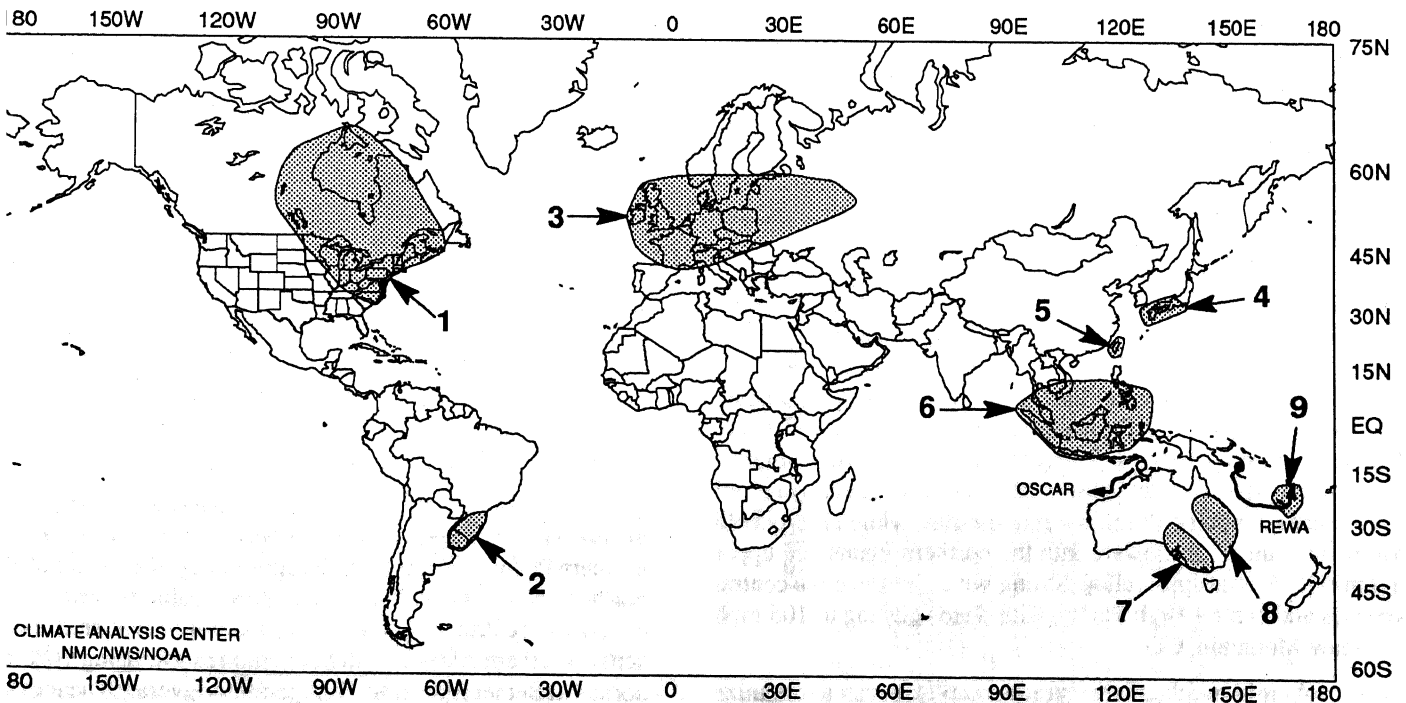 80 120W 90W 60W 0 30E 60E 90E 120E 150E 180
75N
60N
3
45N
4
5
30N
1
15N
6
9
EQ
15S
OSCAR
REWA
30S
2
7
8
45S
CLIMATE ANALYSIS CENTER
NMC/NWS/NOAA
60S
80 150W 120W 90W 60W 30W 0 30E 60E 90E 120E 150E 180